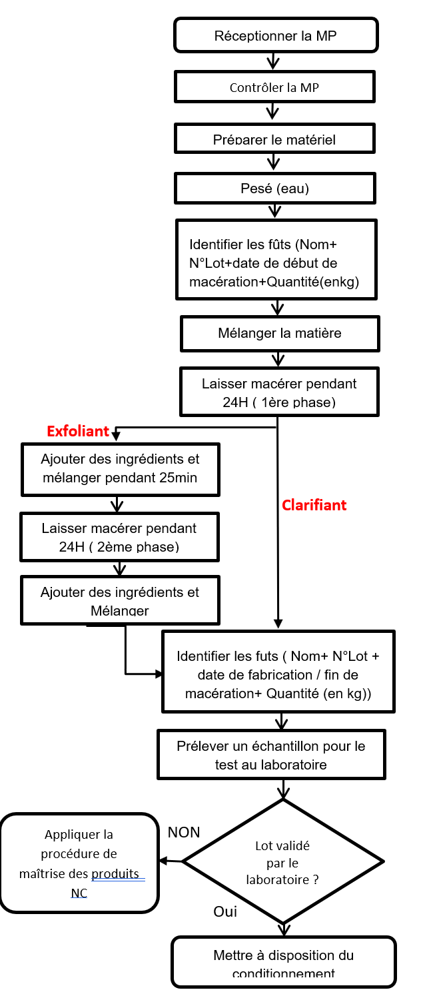 Réceptionner la MP
Contrôler la MP
Préparer le matériel
Pesé (eau)
Identifier les fûts (Nom+
N°Lot+date de début de
macération+Quantité(enkg)
Mélanger la matière
Laisser macérer pendant
24H ( 1ère phase)
Exfoliant
Ajouter des ingrédients et
mélanger pendant 25min
Clarifiant
Laisser macérer pendant
24H ( 2ème phase)
Ajouter des ingrédients et
Mélanger
Identifier les futs ( Nom+ N°Lot +
date de fabrication / fin de
macération+ Quantité (en kg))
Prélever un échantillon pour le
test au laboratoire
NON
Appliquer la
procédure de
maîtrise des produits
NC
Lot validé
par le
laboratoire ?
Oui
Mettre à disposition du
conditionnement